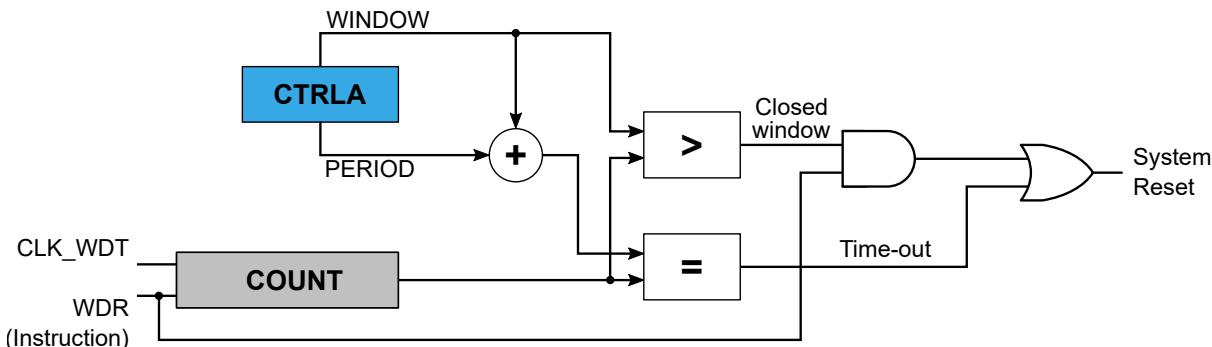 WINDOW
CTRLA
PERIOD
+
>
Closed
window
System
Reset
CLK_WDT
COUNT
=
Time-out
WDR
(Instruction)